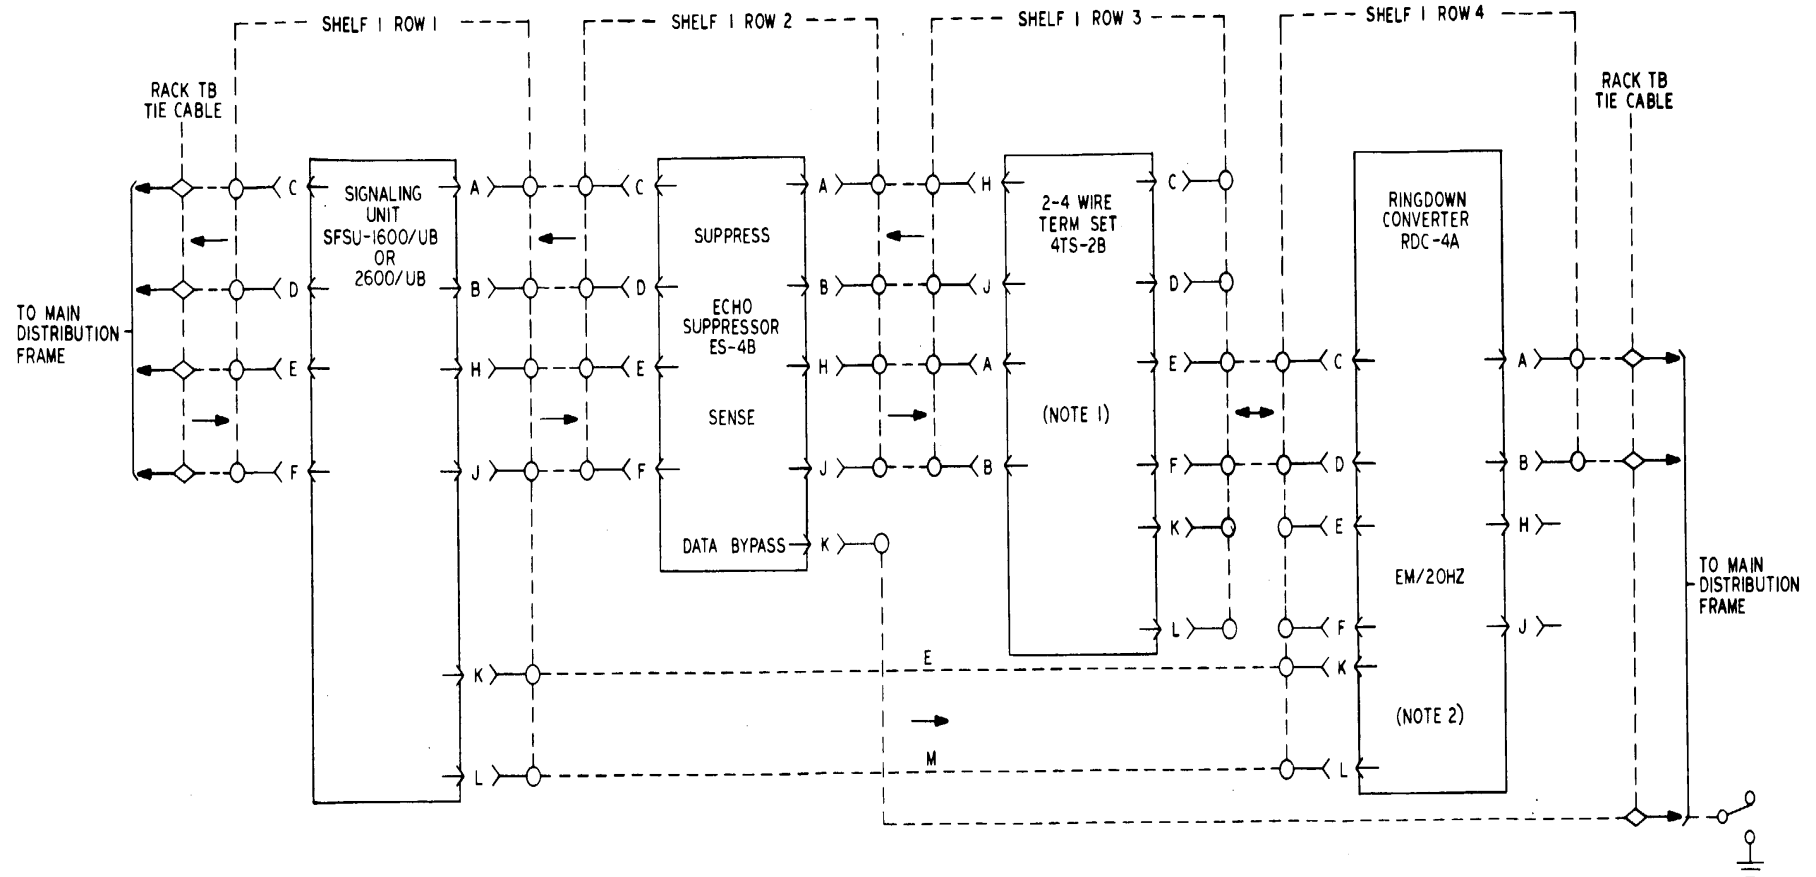 SHELF 1 ROW 1
SHELF 1 ROW 2
SHELF 1 ROW 3
SHELF 1 ROW 4
RACK TB
TIE CABLE
RACK TB
TIE CABLE
TO MAIN
DISTRIBUTION
FRAME
C
D
E
F
SIGNALING
UNIT
SFSU-1600/UB
OR
2600/UB
A
B
H
J
K
L
C
D
E
F
SUPPRESS
ECHO
SUPPRESSOR
ES-4B
SENSE
DATA BYPASS
A
B
H
J
K
H
J
A
B
2-4 WIRE
TERM SET
4TS-2B
(NOTE 1)
C
D
E
F
K
L
C
D
E
F
K
L
RINGDOWN
CONVERTER
RDC-4A
EM/20HZ
(NOTE 2)
A
B
H
J
E
M
TO MAIN
DISTRIBUTION
FRAME